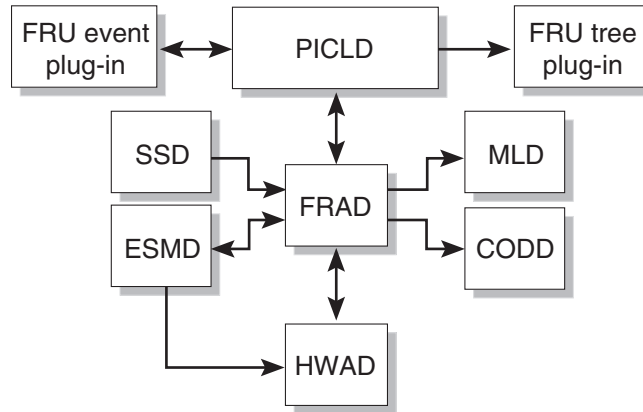 FRU event
plug-in
PICLD
FRU tree
plug-in
SSD
MLD
FRAD
ESMD
CODD
HWAD